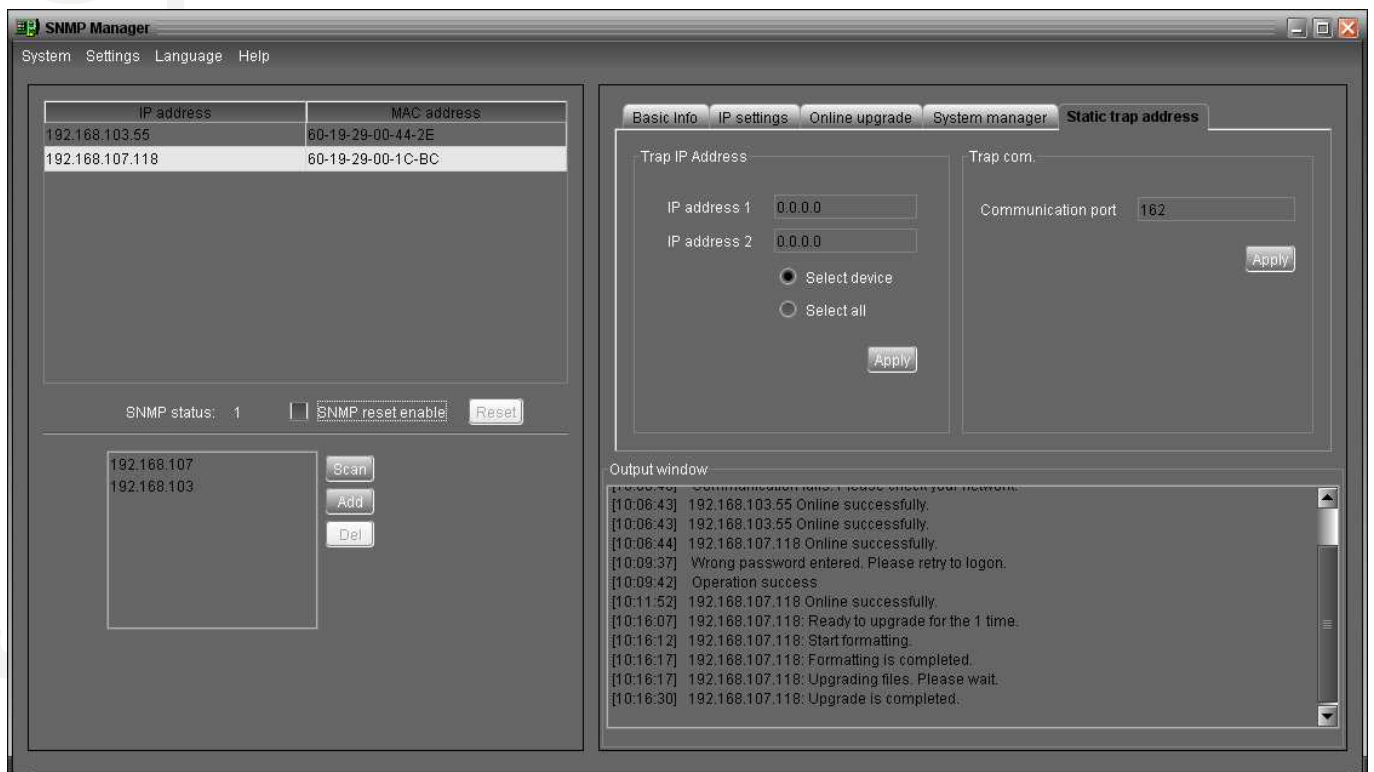 SNMP Manager
System Settings Language Help
IP address MAC address
192.168.103.55 60-19-29-00-44-2E
192.168.107.118 60-19-29-00-1C-BC
SNMP status: 1 SNMP reset enable Reset
192.168.107
192.168.103
Scan
Add
Del
Basic Info IP settings Online upgrade System manager Static trap address
Trap IP Address
IP address 1 0.0.0.0
IP address 2 0.0.0.0
Select device
Select all
Apply
Trap com.
Communication port 162
Apply
Output window
[10:06:43] 192.168.103.55 Online successfully.
[10:06:43] 192.168.103.55 Online successfully.
[10:06:44] 192.168.107.118 Online successfully.
[10:09:37] Wrong password entered. Please retry to logon.
[10:09:42] Operation success
[10:11:52] 192.168.107.118 Online successfully.
[10:16:07] 192.168.107.118: Ready to upgrade for the 1 time.
[10:16:12] 192.168.107.118: Start formatting.
[10:16:17] 192.168.107.118: Formatting is completed.
[10:16:17] 192.168.107.118: Upgrading files. Please wait.
[10:16:30] 192.168.107.118: Upgrade is completed.